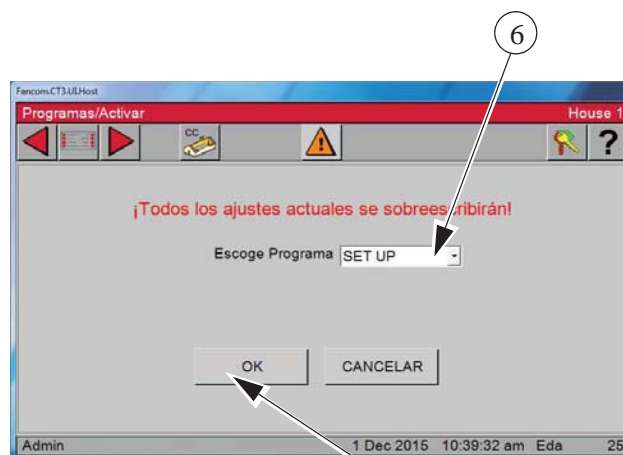 6
Fancom.CT3.UI.Host
Programas/Activar House 1
CC
?
¡Todos los ajustes actuales se sobreescribirán!
Escoge Programa SET UP
OK CANCELAR
Admin 1 Dec 2015 10:39:32 am Eda 25